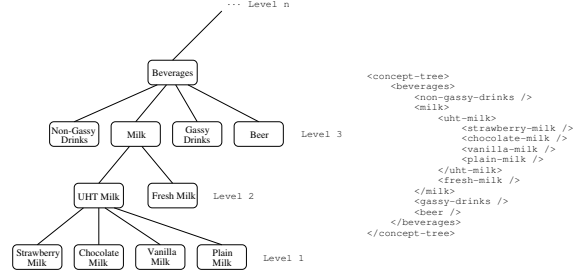 ··· Level n
Beverages
Non-Gassy
Drinks
Milk
Gassy
Drinks
Beer
Level 3
UHT Milk
Fresh Milk
Level 2
Strawberry
Milk
Chocolate
Milk
Vanilla
Milk
Plain
Milk
Level 1
<concept-tree>
<beverages>
<non-gassy-drinks />
<milk>
<uht-milk>
<strawberry-milk />
<chocolate-milk />
<vanilla-milk />
<plain-milk />
</uht-milk>
<fresh-milk />
</milk>
<gassy-drinks />
<beer />
</beverages>
</concept-tree>